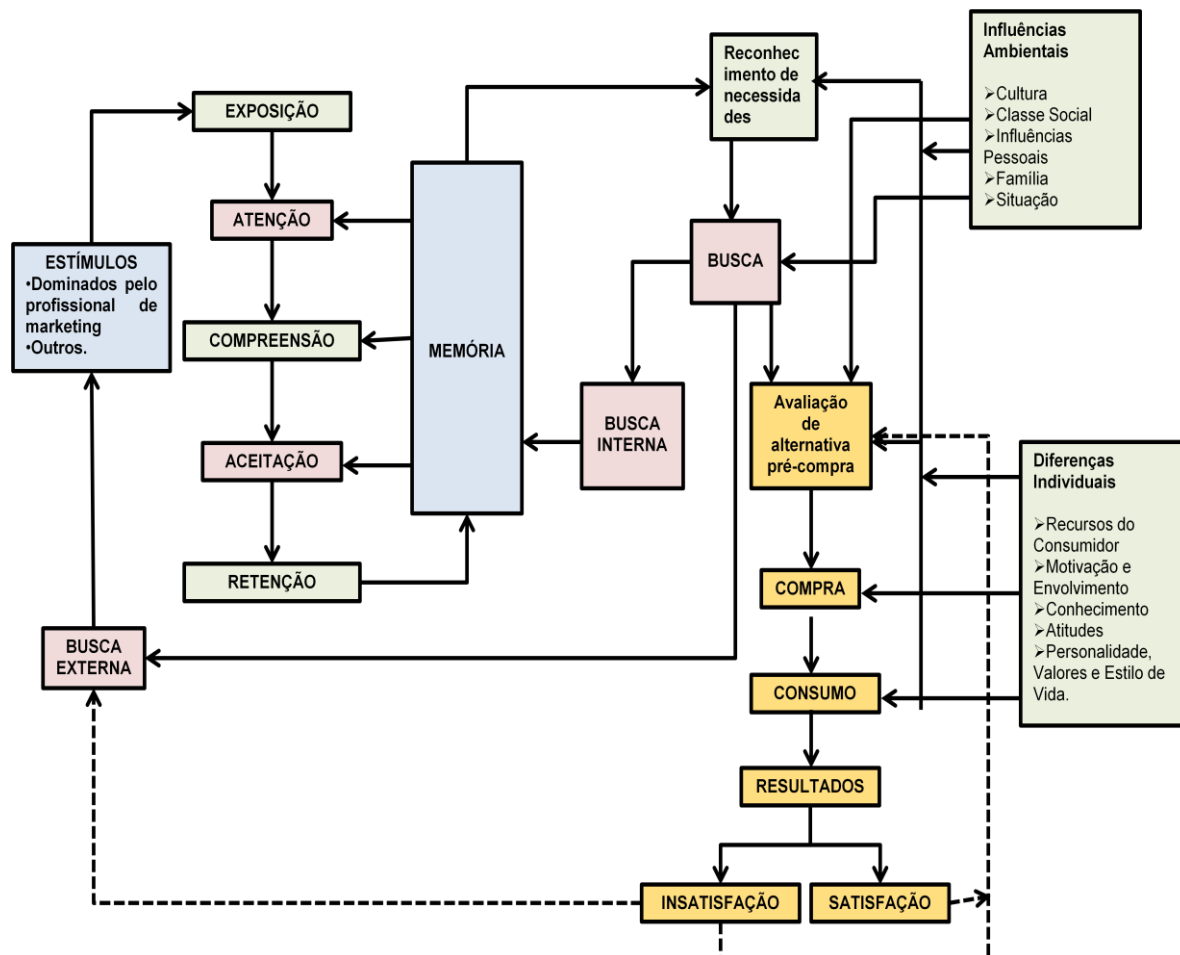 Influências
Ambientais
➢Cultura
➢Classe Social
➢Influências
Pessoais
➢Família
➢Situação
Reconhec
imento de
necessida
des
EXPOSIÇÃO
ATENÇÃO
ESTÍMULOS
•Dominados pelo
profissional de
marketing
•Outros.
COMPREENSÃO
ACEITAÇÃO
RETENÇÃO
MEMÓRIA
BUSCA
BUSCA
INTERNA
BUSCA
EXTERNA
Avaliação
de
alternativa
pré-compra
COMPRA
CONSUMO
RESULTADOS
INSATISFAÇÃO
SATISFAÇÃO
Diferenças
Individuais
➢Recursos do
Consumidor
➢Motivação e
Envolvimento
➢Conhecimento
➢Atitudes
➢Personalidade,
Valores e Estilo de
Vida.